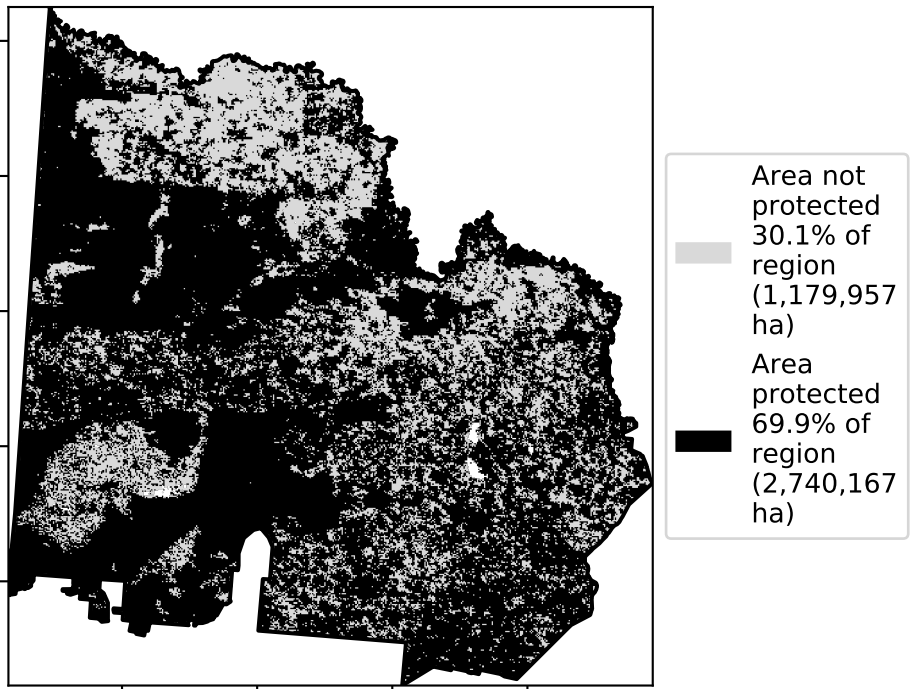 Area not
protected
30.1% of
region
(1,179,957
ha)
Area
protected
69.9% of
region
(2,740,167
ha)